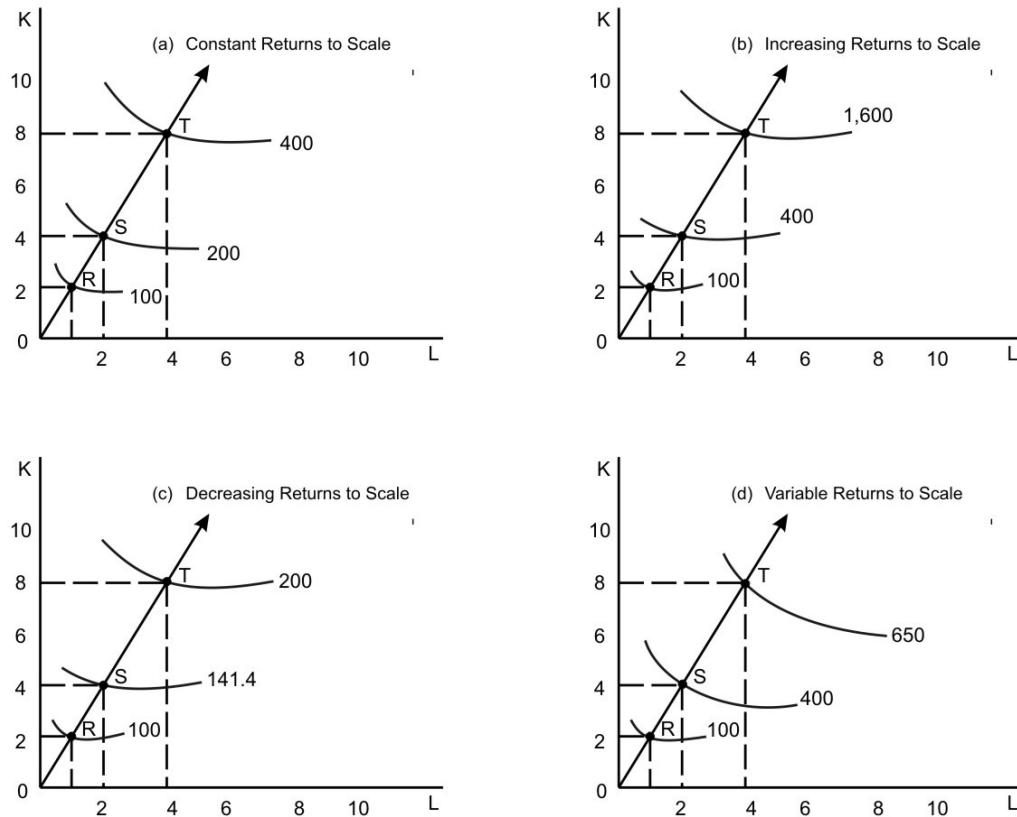 K
(a) Constant Returns to Scale
10
8
6
4
2
0
T
400
S
200
R
100
2 4 6 8 10 L
K
(b) Increasing Returns to Scale
10
8
6
4
2
0
T
1,600
S
400
R
100
2 4 6 8 10 L
K
(c) Decreasing Returns to Scale
10
8
6
4
2
0
T
200
S
141.4
R
100
2 4 6 8 10 L
K
(d) Variable Returns to Scale
10
8
6
4
2
0
T
650
S
400
R
100
2 4 6 8 10 L